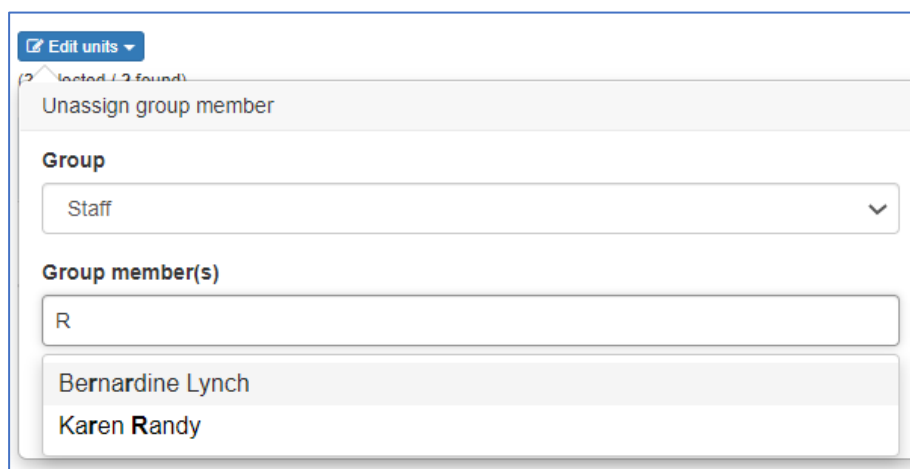 Edit units
Unassign group member
Group
Staff
Group member(s)
R
Bernardine Lynch
Karen Randy